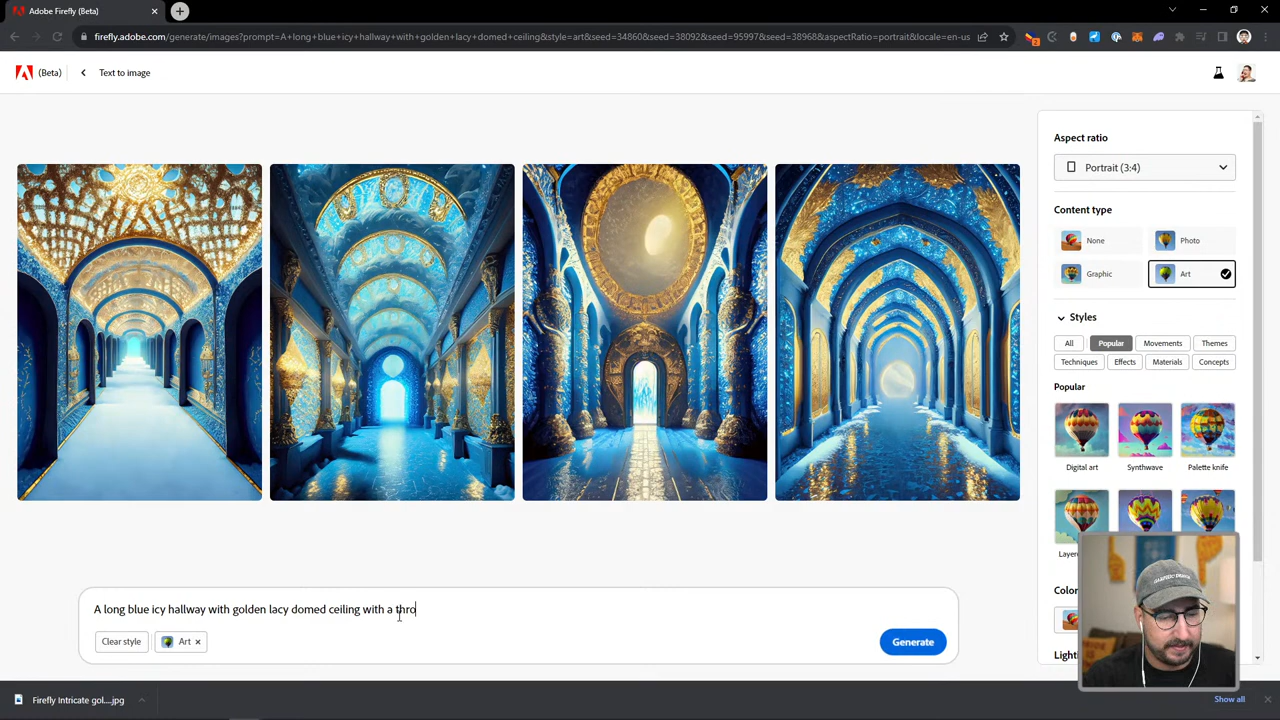 Adobe Firefly (Beta)
firefly.adobe.com/generate/images?prompt=A+long+blue+icy+hallway+with+golden+lacy+domed+ceiling&style=art&seed=34860&seed=38092&seed=95997&seed=38968&aspectRatio=portrait&locale=en-us
(Beta)
Text to image
Aspect ratio
Portrait (3:4)
Content type
None
Photo
Graphic
Art
Styles
All
Popular
Movements
Themes
Techniques
Effects
Materials
Concepts
Popular
Digital art
Synthwave
Palette knife
A long blue icy hallway with golden lacy domed ceiling with a thro
Clear style
Art
Generate
Firefly Intricate gol....jpg
Show all